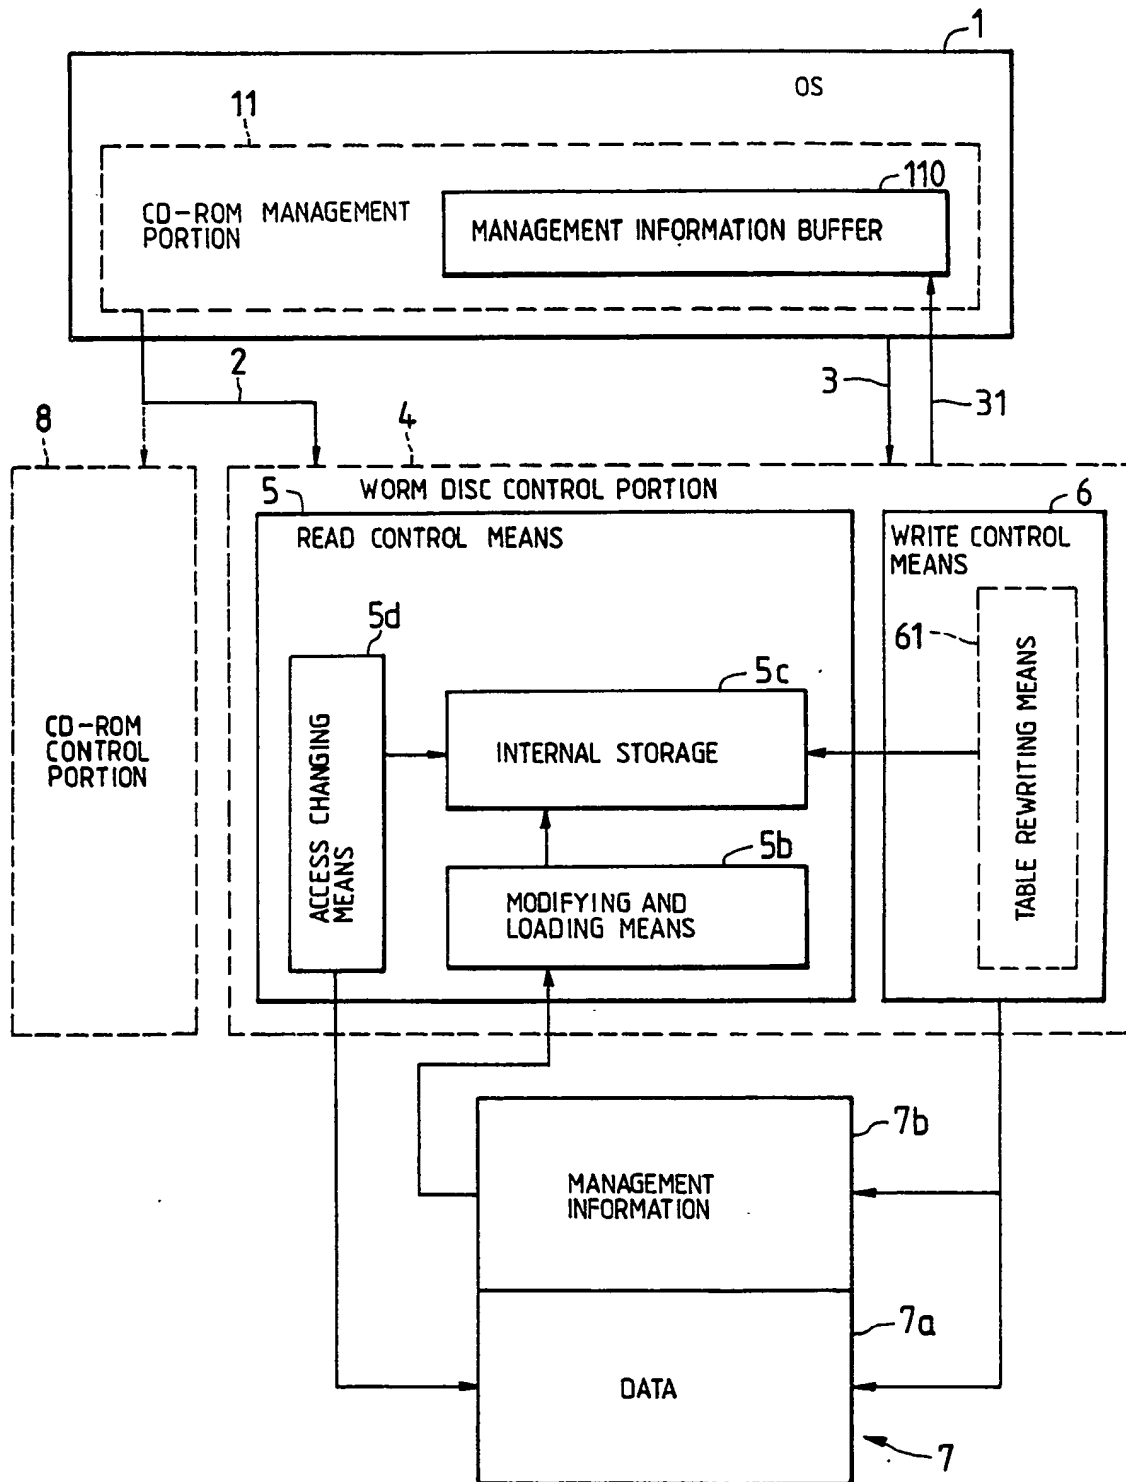 1
OS
11
110
CD-ROM MANAGEMENT
PORTION
MANAGEMENT INFORMATION BUFFER
2
3
31
8
4
WORM DISC CONTROL PORTION
5
6
READ CONTROL MEANS
WRITE CONTROL
MEANS
5d
61
5c
CD-ROM
CONTROL
PORTION
ACCESS CHANGING
MEANS
INTERNAL STORAGE
TABLE REWRITING MEANS
5b
MODIFYING AND
LOADING MEANS
7b
MANAGEMENT
INFORMATION
7a
DATA
7